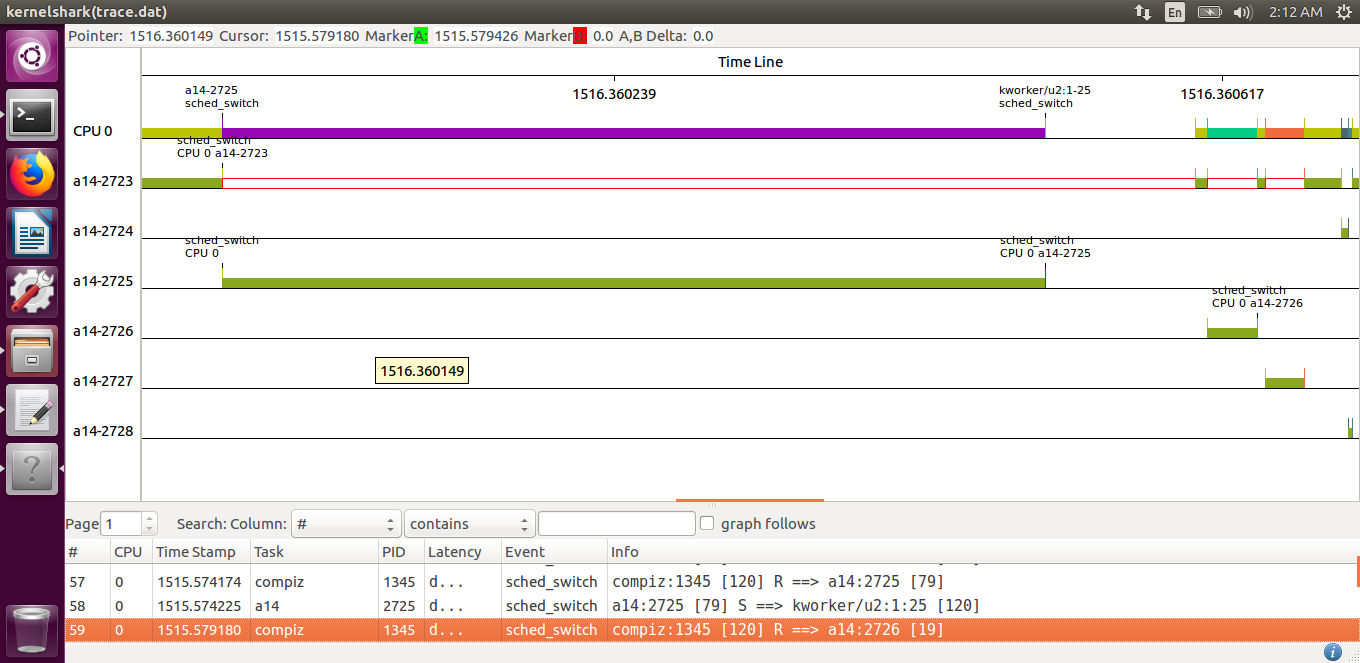 kernelshark(trace.dat)
En
2:12 AM
Pointer: 1516.360149 Cursor: 1515.579180 Marker A: 1515.579426 Marker B: 0.0 A,B Delta: 0.0
Time Line
1516.360239
1516.360617
a14-2725
sched_switch
kworker/u2:1-25
sched_switch
CPU 0
sched_switch
CPU 0 a14-2723
a14-2723
a14-2724
sched_switch
CPU 0
sched_switch
CPU 0 a14-2725
a14-2725
sched_switch
CPU 0 a14-2726
a14-2726
1516.360149
a14-2727
a14-2728
Page 1 Search: Column: # contains graph follows
# CPU Time Stamp Task PID Latency Event Info
57 0 1515.574174 compiz 1345 d... sched_switch compiz:1345 [120] R ==> a14:2725 [79]
58 0 1515.574225 a14 2725 d... sched_switch a14:2725 [79] S ==> kworker/u2:1:25 [120]
59 0 1515.579180 compiz 1345 d... sched_switch compiz:1345 [120] R ==> a14:2726 [19]